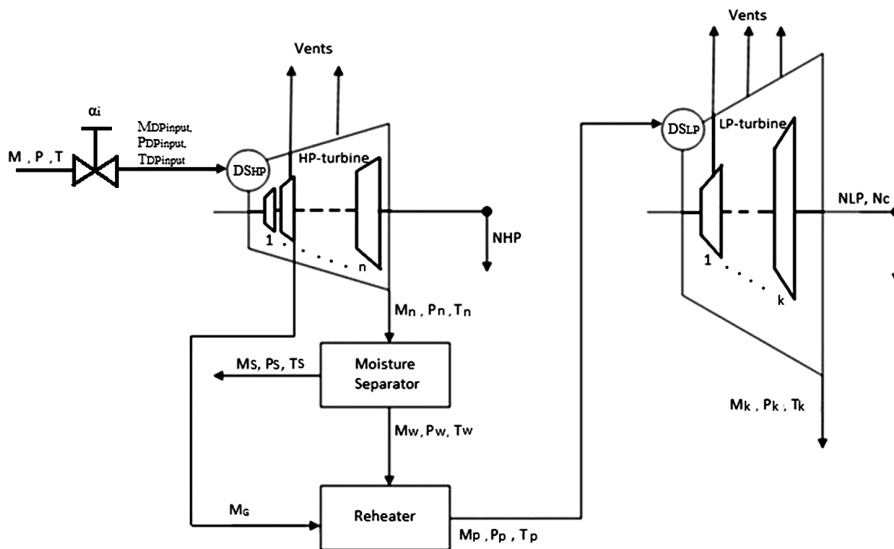 Vents
Vents
αi
MDPinput,
PDPinput,
TDPinput
M , P , T
DSHP
HP-turbine
DSLP
LP-turbine
1
n
NHP
NLP, Nc
1
k
Mn , Pn , Tn
Ms, Ps, Ts
Moisture
Separator
Mk , Pk , Tk
Mw, Pw, Tw
MG
Reheater
Mp , Pp , Tp